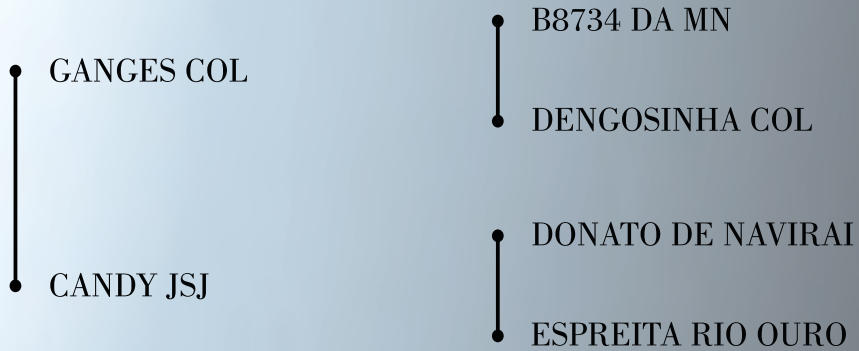 B8734 DA MN
GANGES COL
DENGOSINHA COL
DONATO DE NAVIRAI
CANDY JSJ
ESPREITA RIO OURO